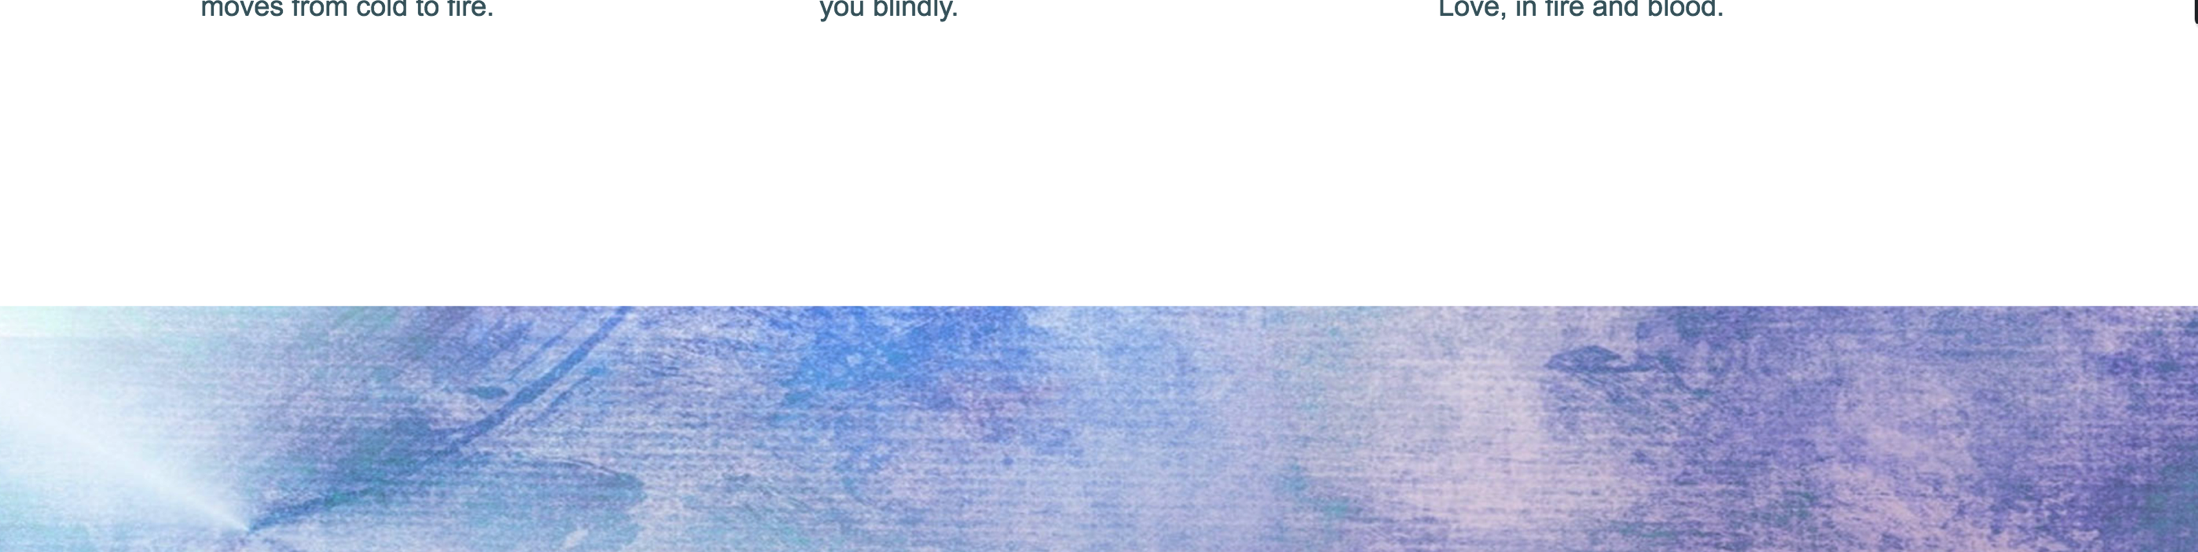 moves from cold to fire.
you blindly.
Love, in fire and blood.